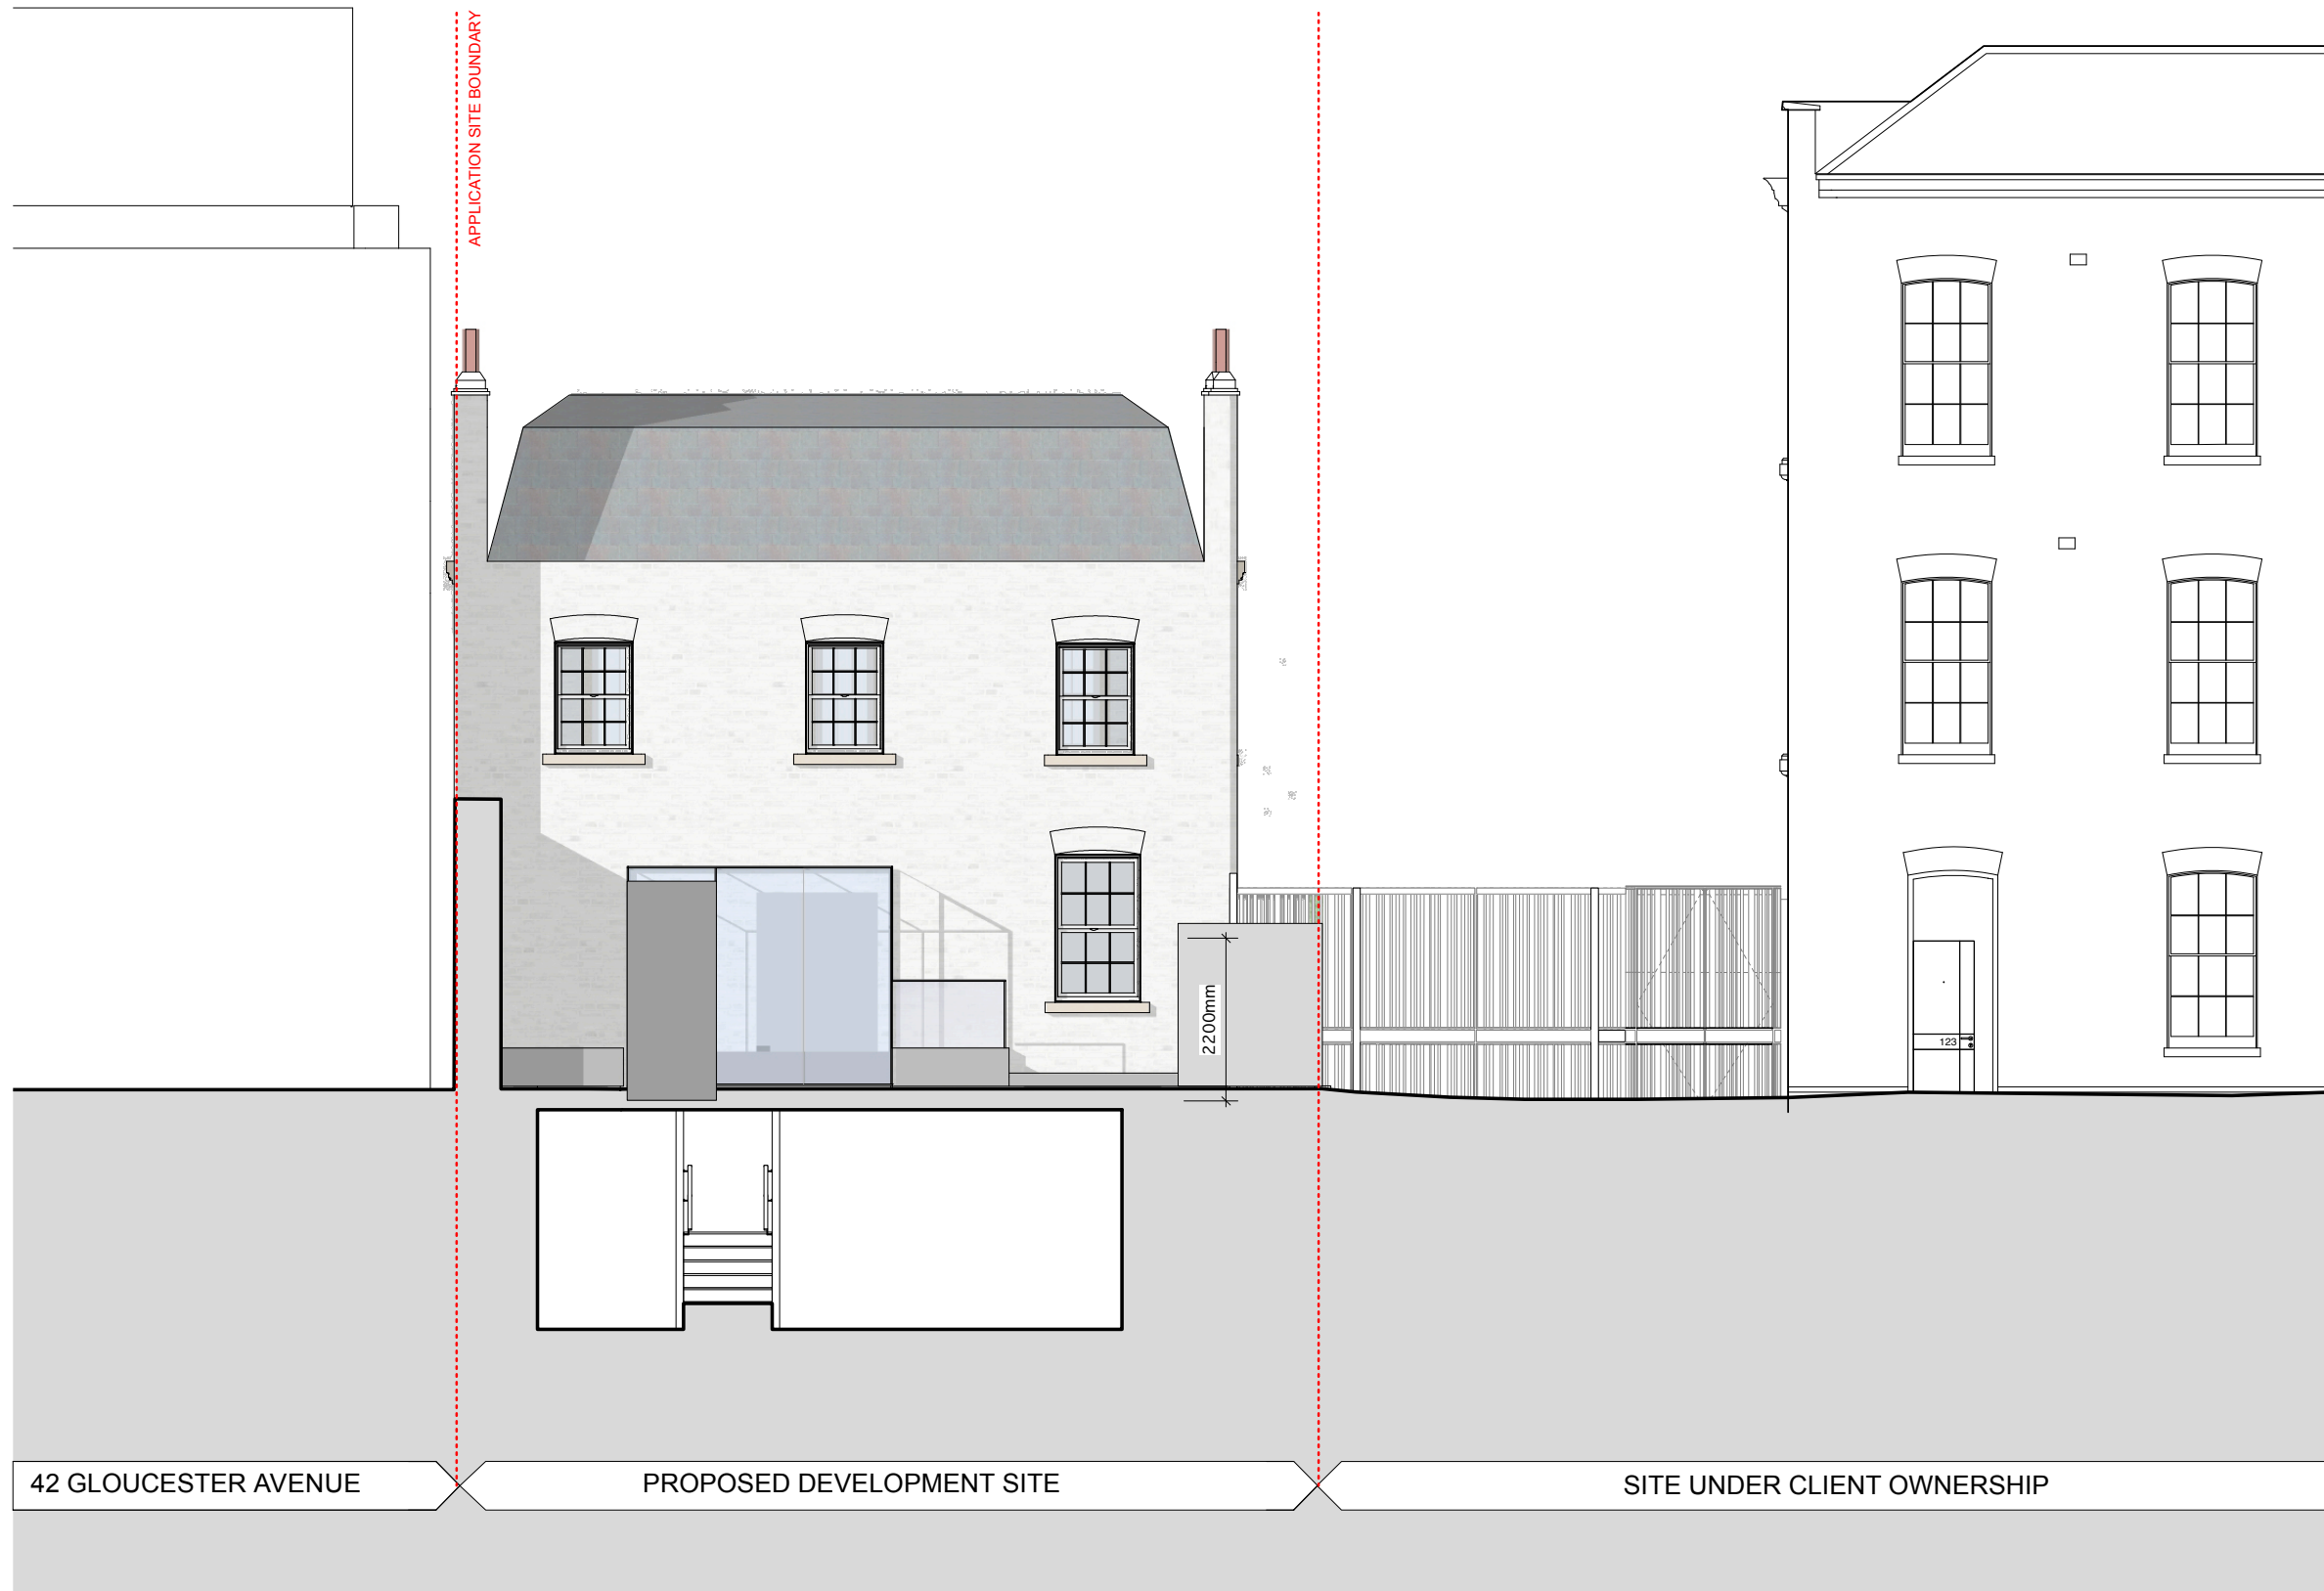 APPLICATION SITE BOUNDARY
2200mm
123
42 GLOUCESTER AVENUE
PROPOSED DEVELOPMENT SITE
SITE UNDER CLIENT OWNERSHIP